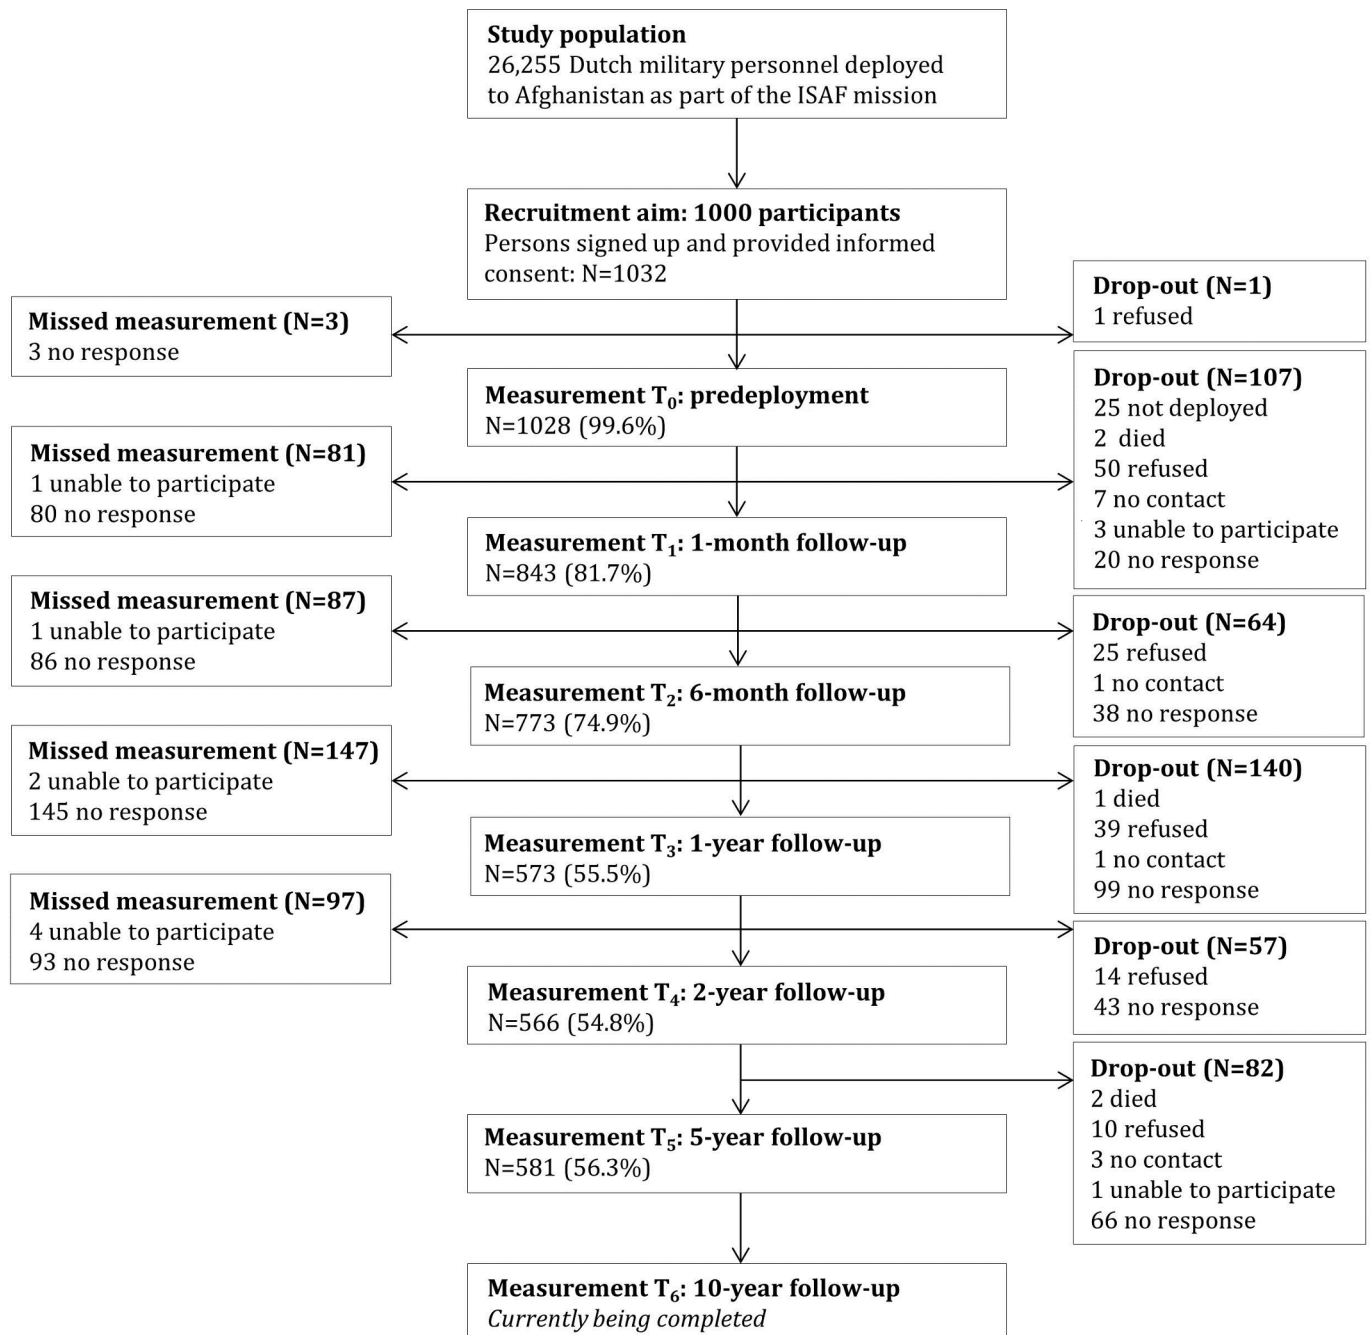 Study population
26,255 Dutch military personnel deployed
to Afghanistan as part of the ISAF mission
Recruitment aim: 1000 participants
Persons signed up and provided informed
consent: N=1032
Missed measurement (N=3)
3 no response
Drop-out (N=1)
1 refused
Measurement T₀: predeployment
N=1028 (99.6%)
Missed measurement (N=81)
1 unable to participate
80 no response
Drop-out (N=107)
25 not deployed
2 died
50 refused
7 no contact
3 unable to participate
20 no response
Measurement T₁: 1-month follow-up
N=843 (81.7%)
Missed measurement (N=87)
1 unable to participate
86 no response
Drop-out (N=64)
25 refused
1 no contact
38 no response
Measurement T₂: 6-month follow-up
N=773 (74.9%)
Missed measurement (N=147)
2 unable to participate
145 no response
Drop-out (N=140)
1 died
39 refused
1 no contact
99 no response
Measurement T₃: 1-year follow-up
N=573 (55.5%)
Missed measurement (N=97)
4 unable to participate
93 no response
Drop-out (N=57)
14 refused
43 no response
Measurement T₄: 2-year follow-up
N=566 (54.8%)
Drop-out (N=82)
2 died
10 refused
3 no contact
1 unable to participate
66 no response
Measurement T₅: 5-year follow-up
N=581 (56.3%)
Measurement T₆: 10-year follow-up
Currently being completed